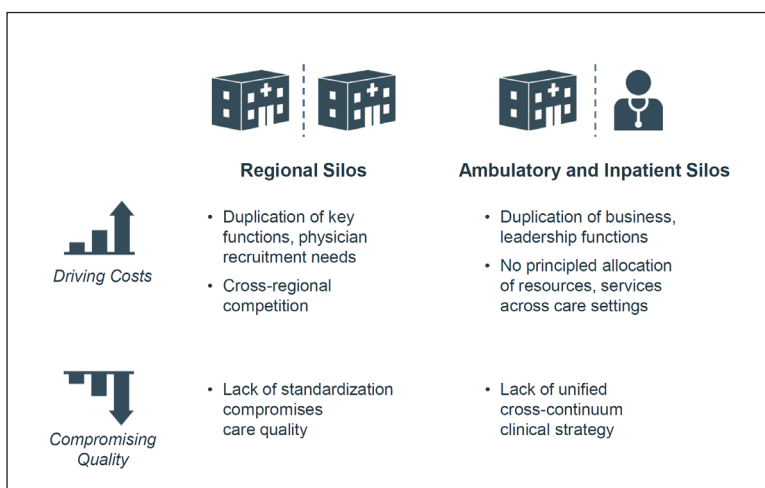 Regional Silos
Ambulatory and Inpatient Silos
Driving Costs
• Duplication of key
functions, physician
recruitment needs
• Cross-regional
competition
• Duplication of business,
leadership functions
• No principled allocation
of resources, services
across care settings
Compromising
Quality
• Lack of standardization
compromises
care quality
• Lack of unified
cross-continuum
clinical strategy